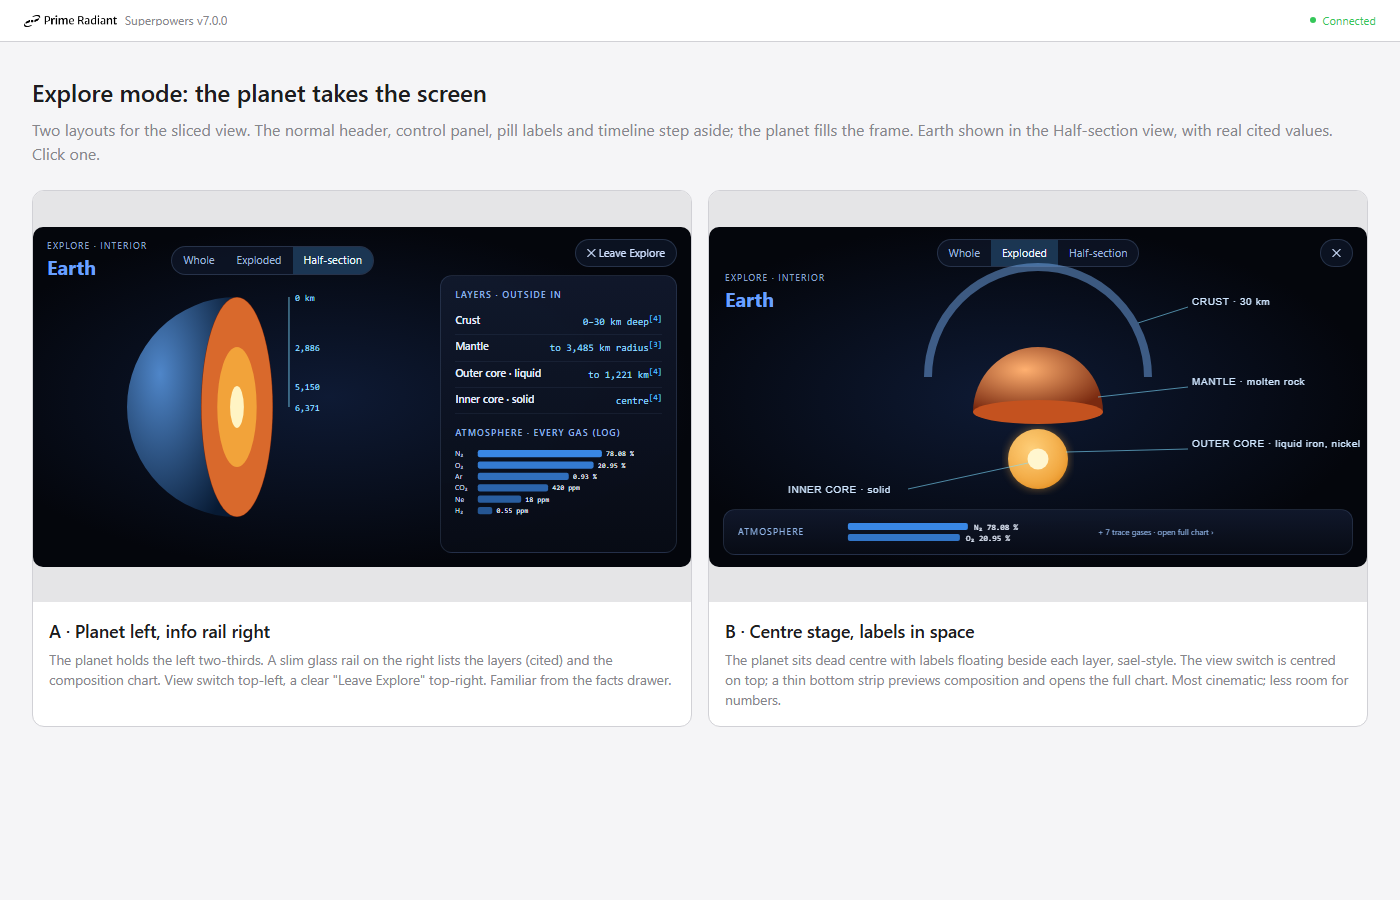 Prime Radiant Superpowers v7.0.0
Connected
Explore mode: the planet takes the screen
Two layouts for the sliced view. The normal header, control panel, pill labels and timeline step aside; the planet fills the frame. Earth shown in the Half-section view, with real cited values.
Click one.
EXPLORE · INTERIOR
Earth
Whole Exploded Half-section
✕ Leave Explore
0 km
2,886
5,150
6,371
LAYERS · OUTSIDE IN
Crust 0–30 km deep[4]
Mantle to 3,485 km radius[3]
Outer core · liquid to 1,221 km[4]
Inner core · solid centre[4]
ATMOSPHERE · EVERY GAS (LOG)
N₂ 78.08 %
O₂ 20.95 %
Ar 0.93 %
CO₂ 420 ppm
Ne 18 ppm
H₂ 0.55 ppm
A · Planet left, info rail right
The planet holds the left two-thirds. A slim glass rail on the right lists the layers (cited) and the
composition chart. View switch top-left, a clear "Leave Explore" top-right. Familiar from the facts drawer.
Whole Exploded Half-section
✕
EXPLORE · INTERIOR
Earth
CRUST · 30 km
MANTLE · molten rock
OUTER CORE · liquid iron, nickel
INNER CORE · solid
ATMOSPHERE
N₂ 78.08 %
O₂ 20.95 %
+ 7 trace gases · open full chart ›
B · Centre stage, labels in space
The planet sits dead centre with labels floating beside each layer, sael-style. The view switch is centred
on top; a thin bottom strip previews composition and opens the full chart. Most cinematic; less room for
numbers.